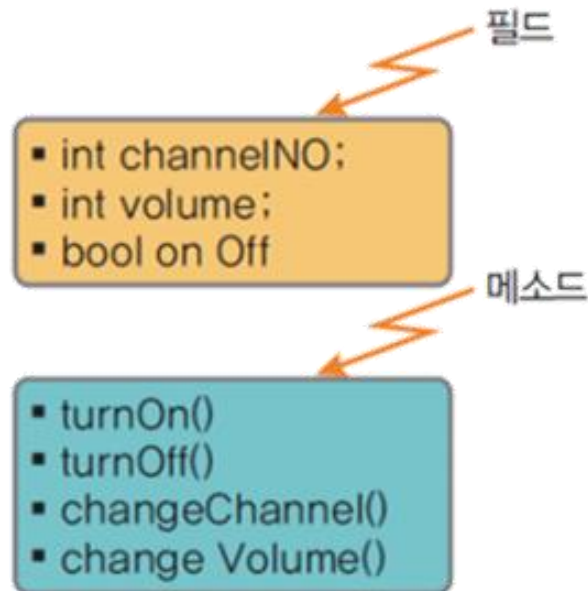 필드
▪ int channelNO;
▪ int volume;
▪ bool on Off
메소드
▪ turnOn()
▪ turnOff()
▪ changeChannel()
▪ change Volume()